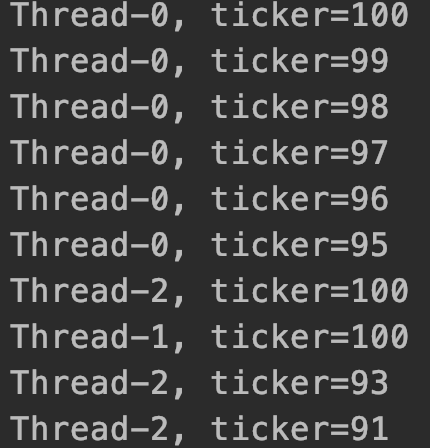 Thread-0, ticker=100
Thread-0, ticker=99
Thread-0, ticker=98
Thread-0, ticker=97
Thread-0, ticker=96
Thread-0, ticker=95
Thread-2, ticker=100
Thread-1, ticker=100
Thread-2, ticker=93
Thread-2, ticker=91